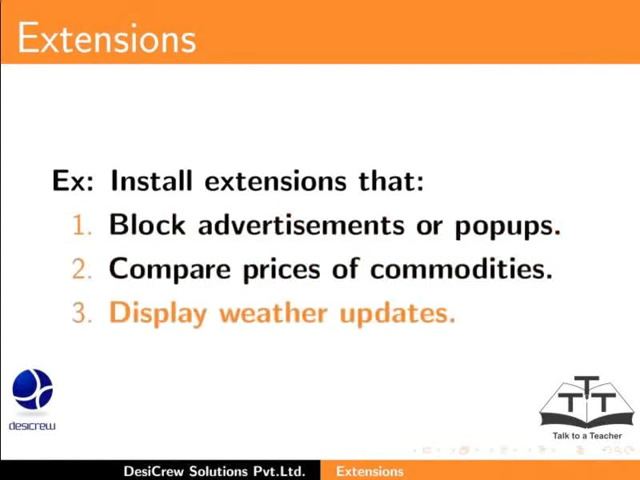 Extensions
Ex: Install extensions that:
1. Block advertisements or popups.
2. Compare prices of commodities.
3. Display weather updates.
desicrew
TTT
Talk to a Teacher
DesiCrew Solutions Pvt.Ltd. Extensions